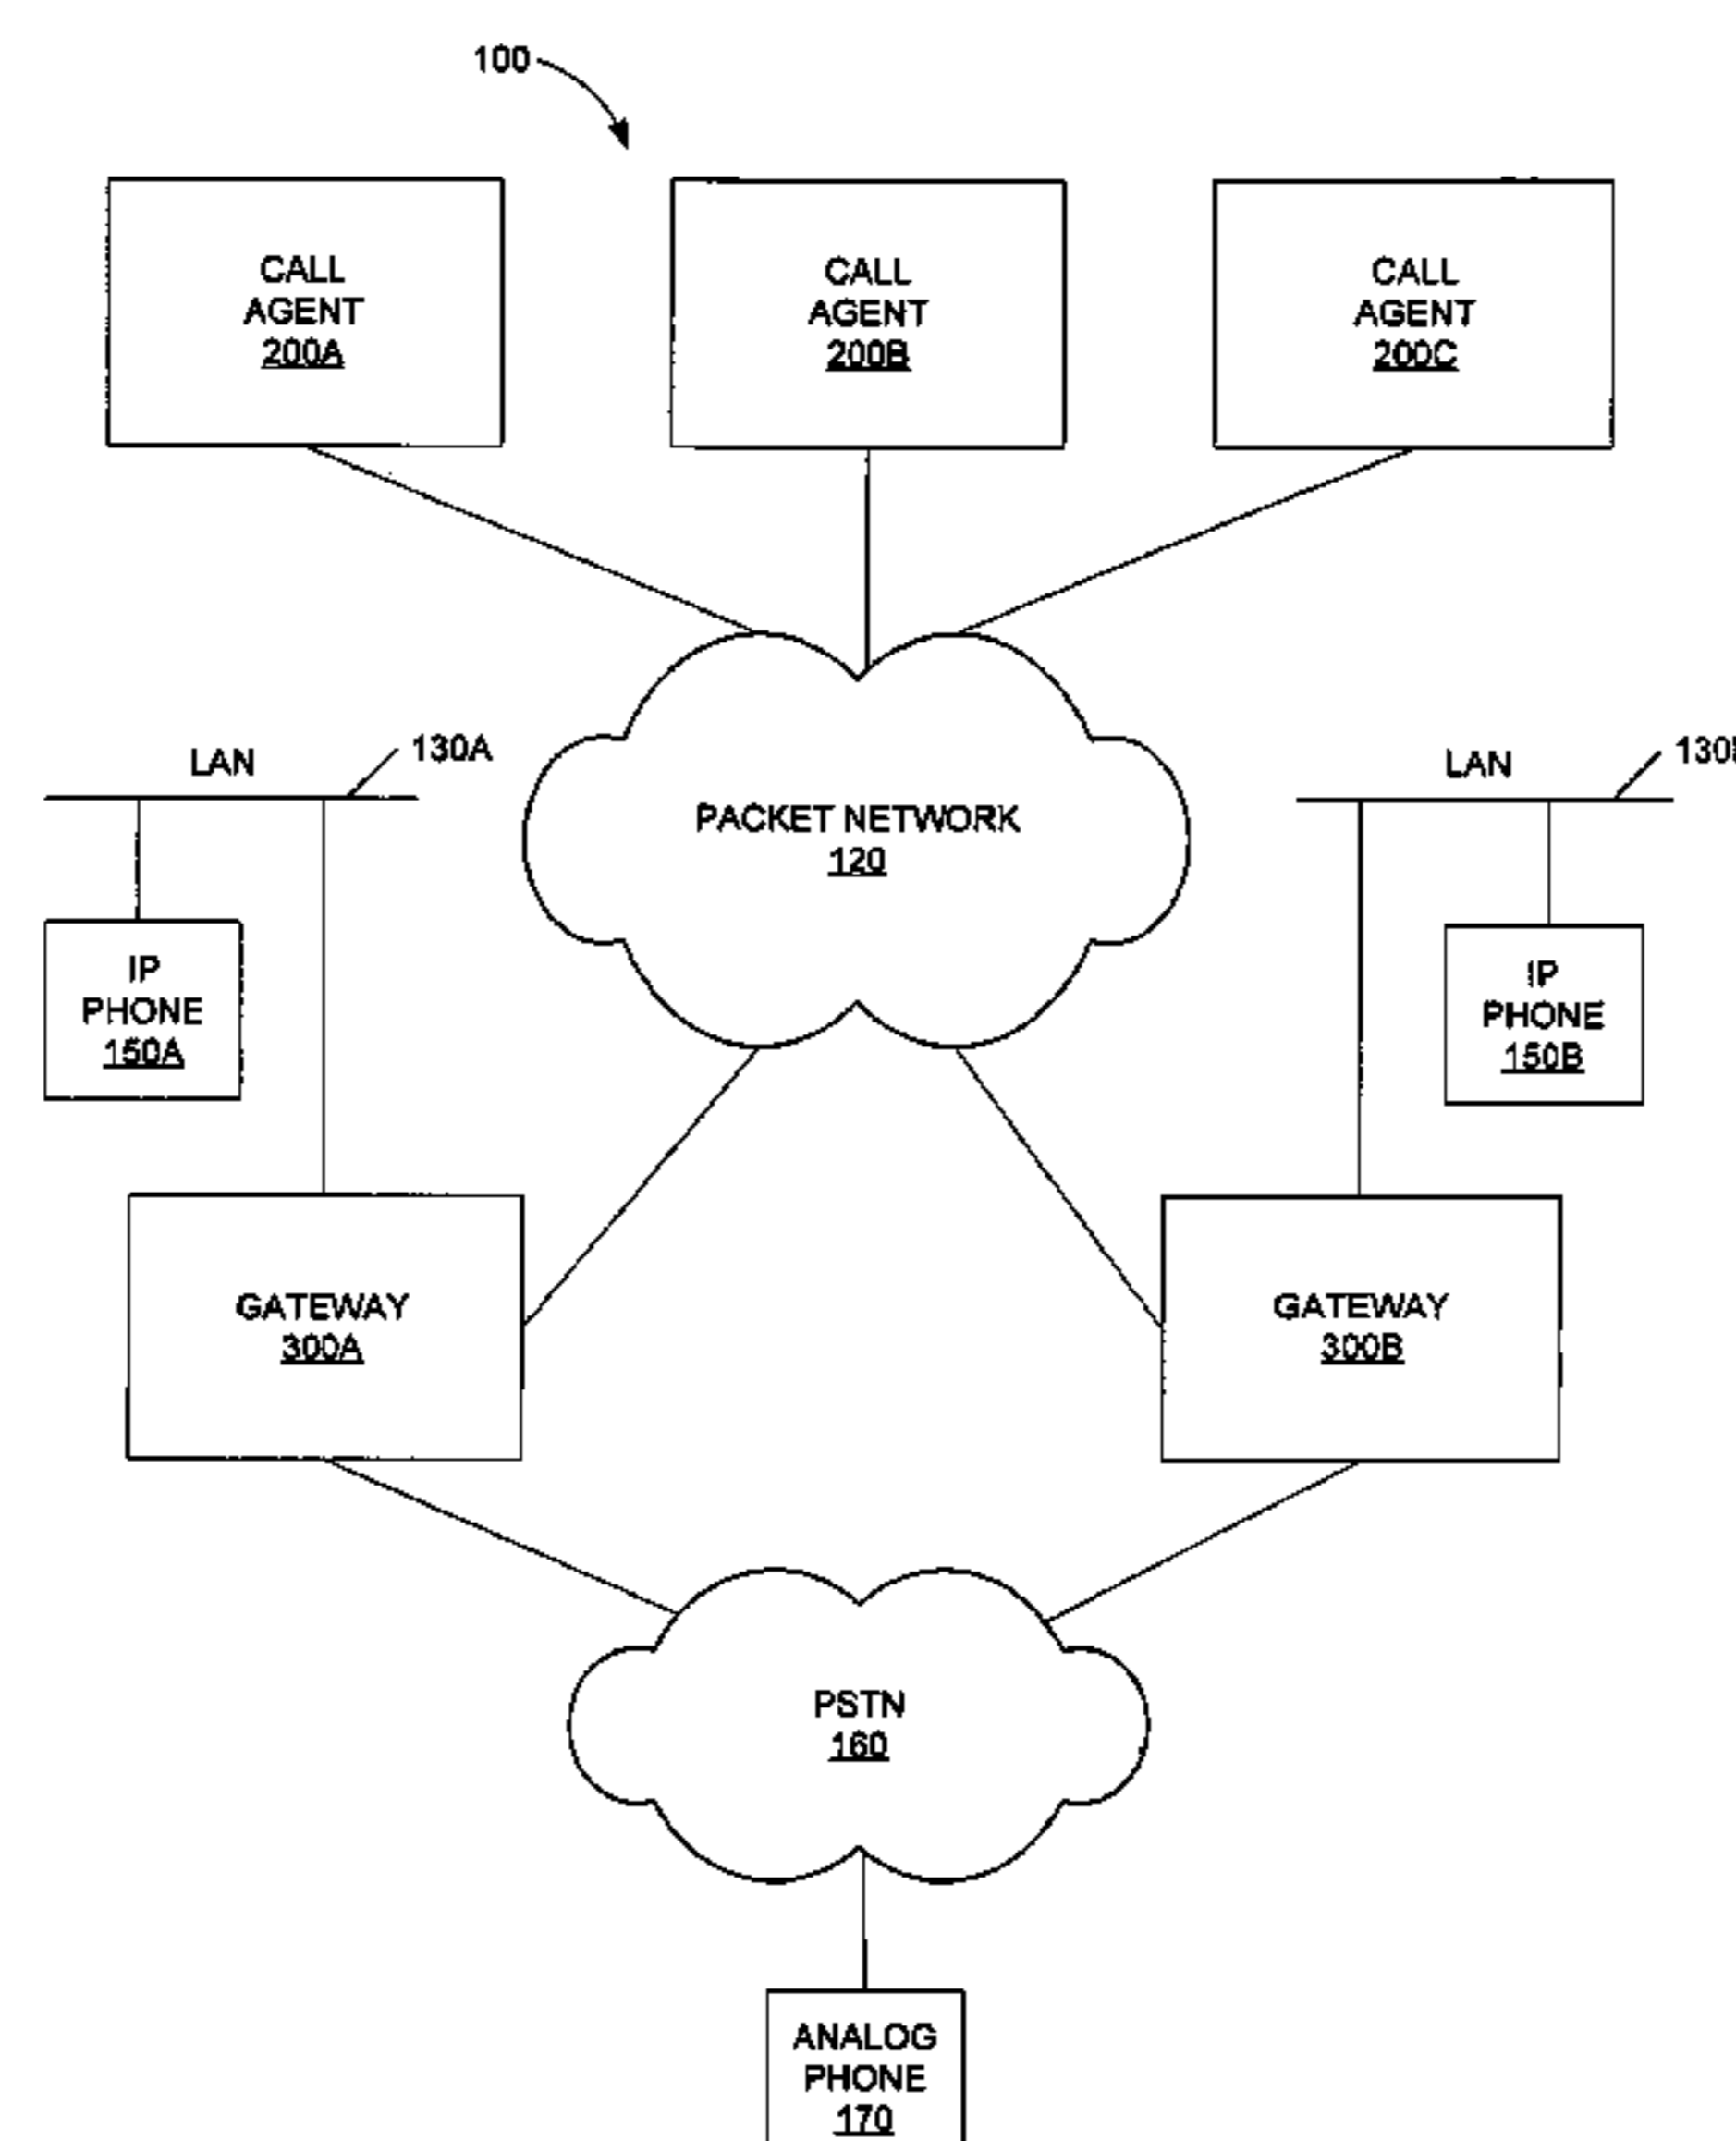 100
CALL
AGENT
200A
CALL
AGENT
200B
CALL
AGENT
200C
LAN
130A
PACKET NETWORK
120
LAN
IP
PHONE
150A
IP
PHONE
150B
GATEWAY
300A
GATEWAY
300B
PSTN
160
ANALOG
PHONE
170